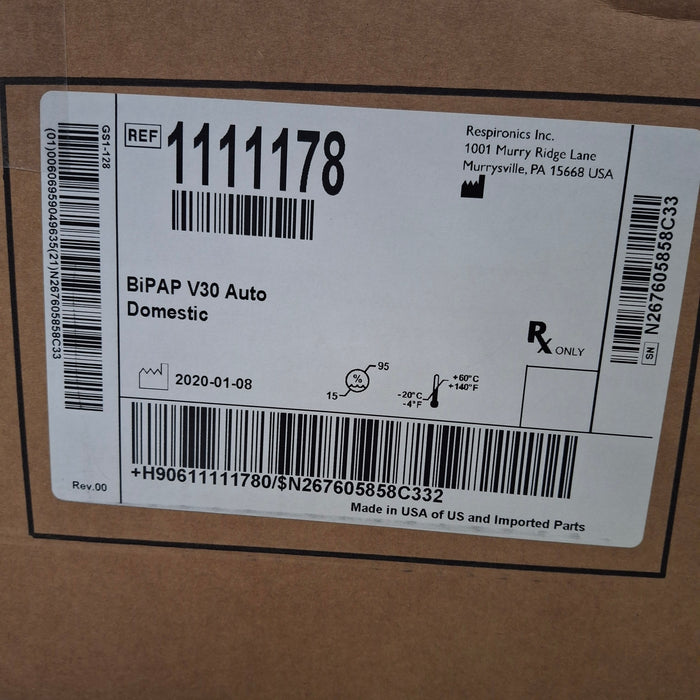 GS1-128
(01)00606959049635(21)N267605858C33
REF 1111178
Respironics Inc.
1001 Murry Ridge Lane
Murrysville, PA 15668 USA
BiPAP V30 Auto
Domestic
Rx ONLY
SN N267605858C33
2020-01-08
95
%
15
+60°C
+140°F
-20°C
-4°F
+H90611111780/$N267605858C332
Rev.00
Made in USA of US and Imported Parts